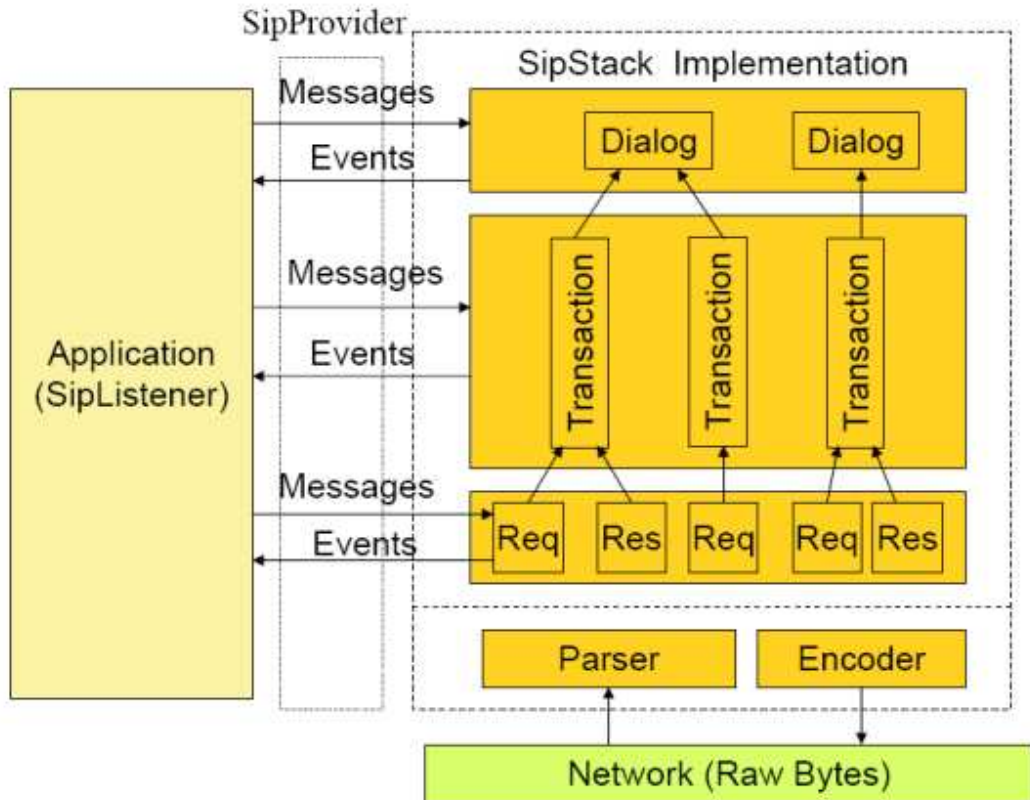 SipProvider
SipStack Implementation
Messages
Dialog
Dialog
Events
Messages
Transaction
Transaction
Transaction
Events
Application
(SipListener)
Messages
Req
Res
Req
Req
Res
Events
Parser
Encoder
Network (Raw Bytes)